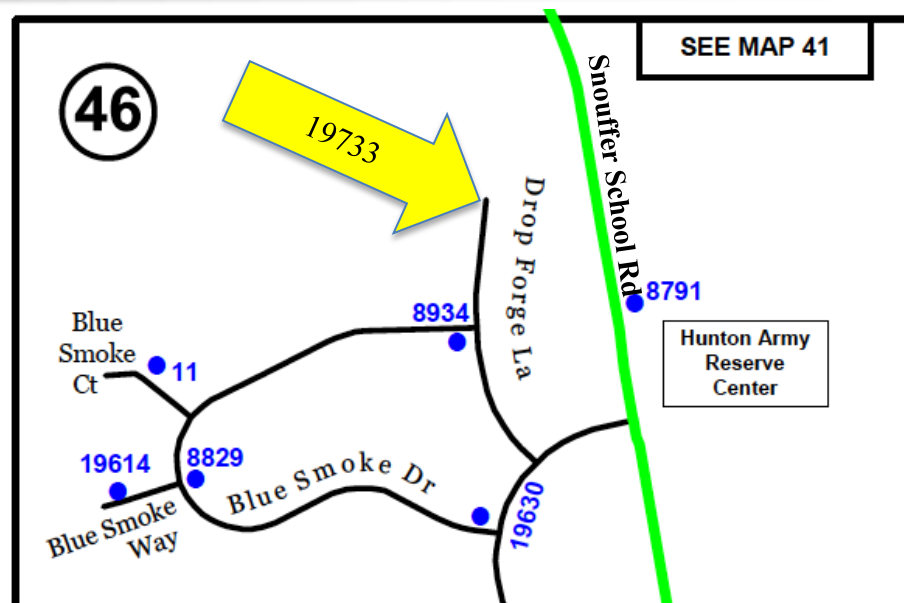 SEE MAP 41
46
19733
Snouffer School Rd
Drop Forge La
8791
8934
Hunton Army
Reserve
Center
Blue
Smoke
Ct
11
8829
19614
Blue Smoke Dr
19630
Blue Smoke
Way